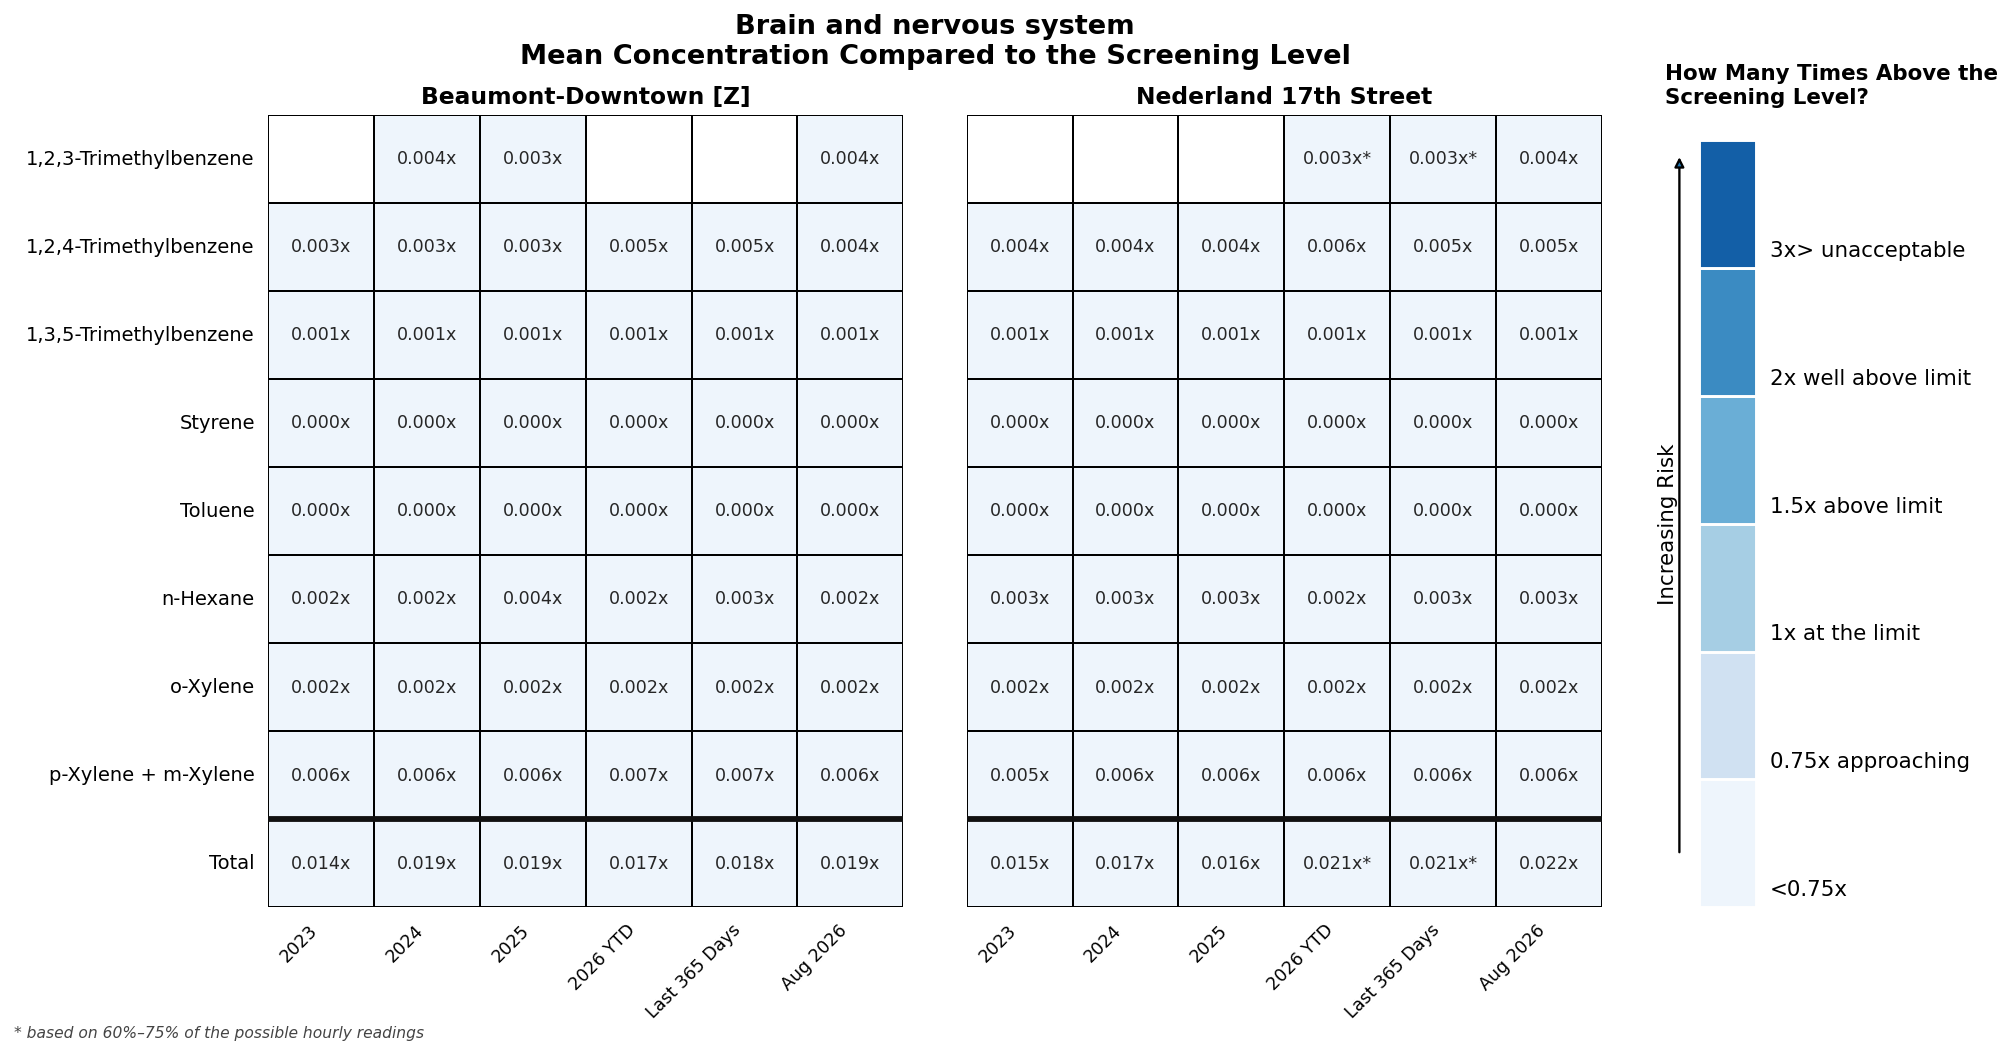 Brain and nervous system
Mean Concentration Compared to the Screening Level
Beaumont-Downtown [Z]
Nederland 17th Street
How Many Times Above the
Screening Level?
1,2,3-Trimethylbenzene 0.004x 0.003x 0.004x 0.003x* 0.003x* 0.004x
1,2,4-Trimethylbenzene 0.003x 0.003x 0.003x 0.005x 0.005x 0.004x 0.004x 0.004x 0.004x 0.006x 0.005x 0.005x
1,3,5-Trimethylbenzene 0.001x 0.001x 0.001x 0.001x 0.001x 0.001x 0.001x 0.001x 0.001x 0.001x 0.001x 0.001x
Styrene 0.000x 0.000x 0.000x 0.000x 0.000x 0.000x 0.000x 0.000x 0.000x 0.000x 0.000x 0.000x
Toluene 0.000x 0.000x 0.000x 0.000x 0.000x 0.000x 0.000x 0.000x 0.000x 0.000x 0.000x 0.000x
n-Hexane 0.002x 0.002x 0.004x 0.002x 0.003x 0.002x 0.003x 0.003x 0.003x 0.002x 0.003x 0.003x
o-Xylene 0.002x 0.002x 0.002x 0.002x 0.002x 0.002x 0.002x 0.002x 0.002x 0.002x 0.002x 0.002x
p-Xylene + m-Xylene 0.006x 0.006x 0.006x 0.007x 0.007x 0.006x 0.005x 0.006x 0.006x 0.006x 0.006x 0.006x
Total 0.014x 0.019x 0.019x 0.017x 0.018x 0.019x 0.015x 0.017x 0.016x 0.021x* 0.021x* 0.022x
2023 2024 2025 2026 YTD Last 365 Days Aug 2026 2023 2024 2025 2026 YTD Last 365 Days Aug 2026
Increasing Risk
3x> unacceptable
2x well above limit
1.5x above limit
1x at the limit
0.75x approaching
<0.75x
* based on 60%–75% of the possible hourly readings